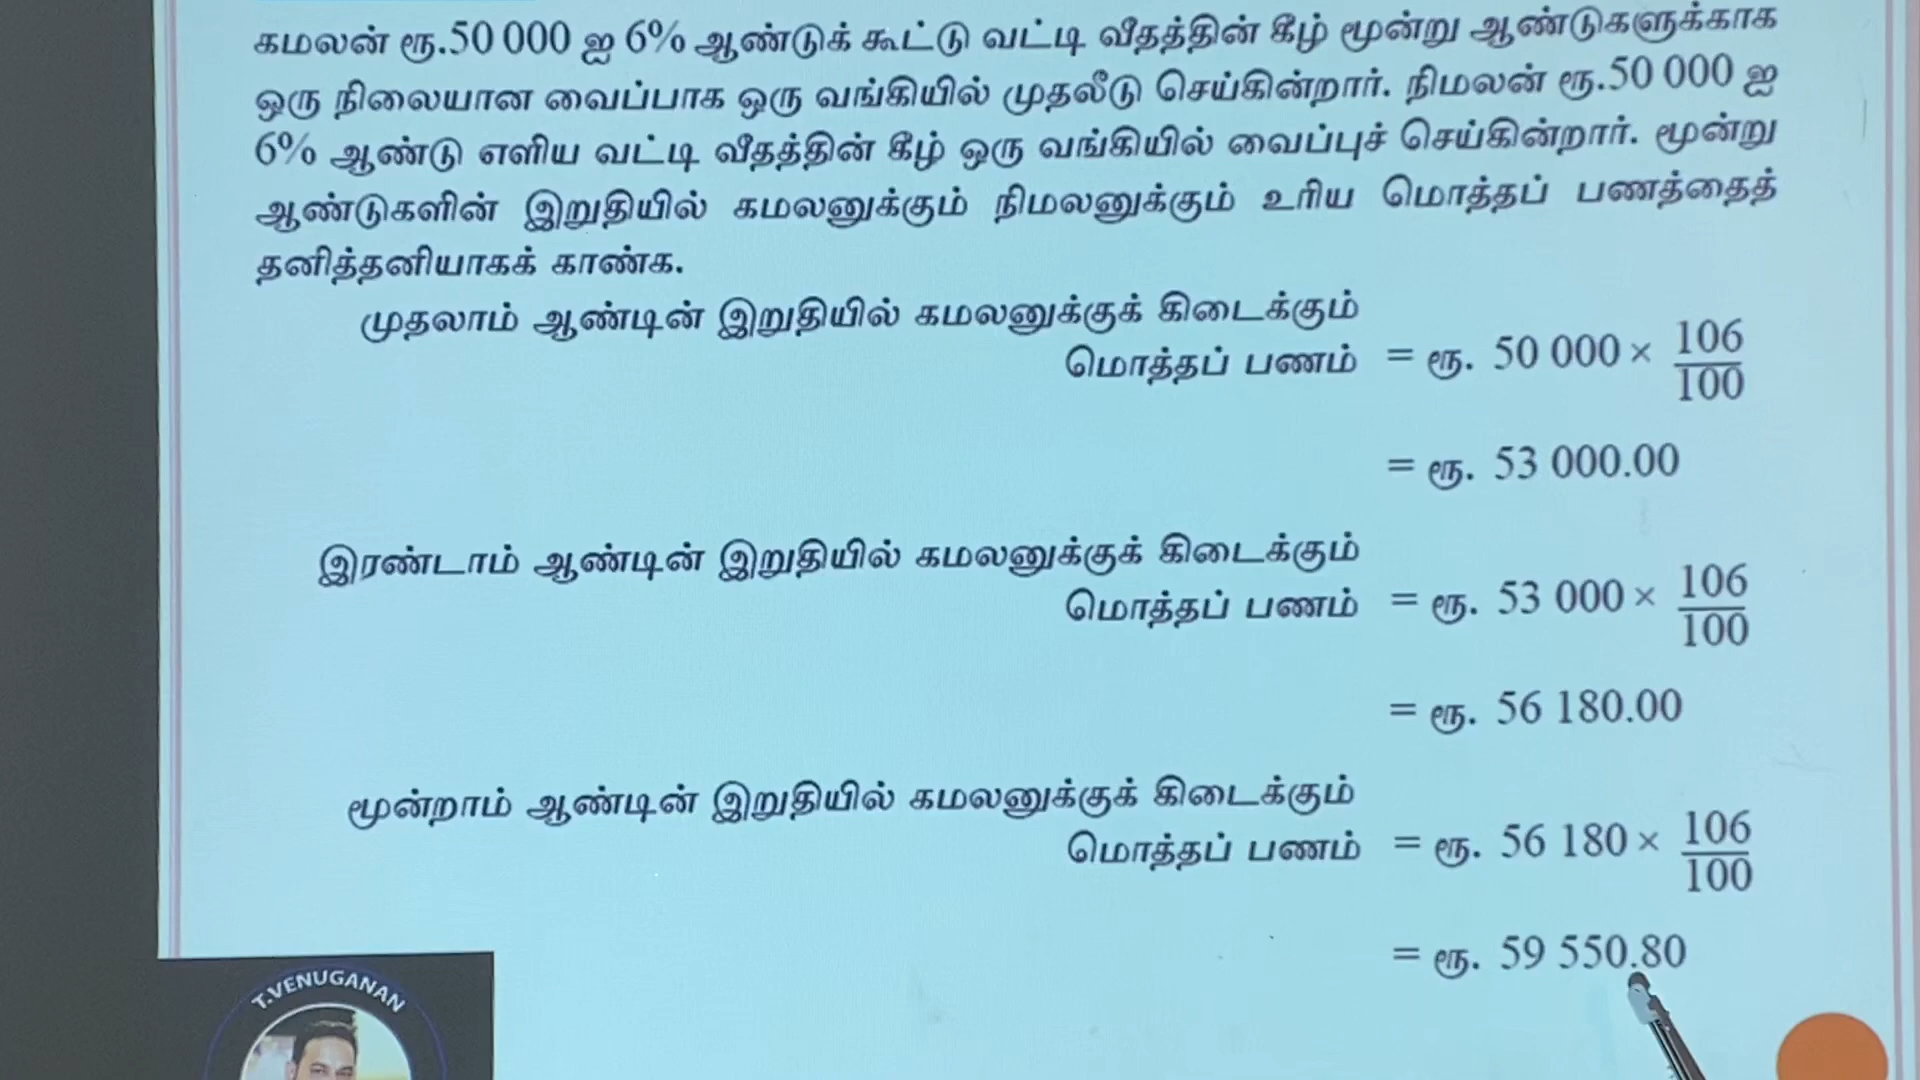 கமலன் ரூ.50 000 ஐ 6% ஆண்டுக் கூட்டு வட்டி வீதத்தின் கீழ் மூன்று ஆண்டுகளுக்காக
ஒரு நிலையான வைப்பாக ஒரு வங்கியில் முதலீடு செய்கின்றார். நிமலன் ரூ.50 000 ஐ
6% ஆண்டு எளிய வட்டி வீதத்தின் கீழ் ஒரு வங்கியில் வைப்புச் செய்கின்றார். மூன்று
ஆண்டுகளின் இறுதியில் கமலனுக்கும் நிமலனுக்கும் உரிய மொத்தப் பணத்தைத்
தனித்தனியாகக் காண்க.
முதலாம் ஆண்டின் இறுதியில் கமலனுக்குக் கிடைக்கும்
மொத்தப் பணம் = ரூ. 50 000 × 106/100
= ரூ. 53 000.00
இரண்டாம் ஆண்டின் இறுதியில் கமலனுக்குக் கிடைக்கும்
மொத்தப் பணம் = ரூ. 53 000 × 106/100
= ரூ. 56 180.00
மூன்றாம் ஆண்டின் இறுதியில் கமலனுக்குக் கிடைக்கும்
மொத்தப் பணம் = ரூ. 56 180 × 106/100
= ரூ. 59 550.80
T.VENUGANAN